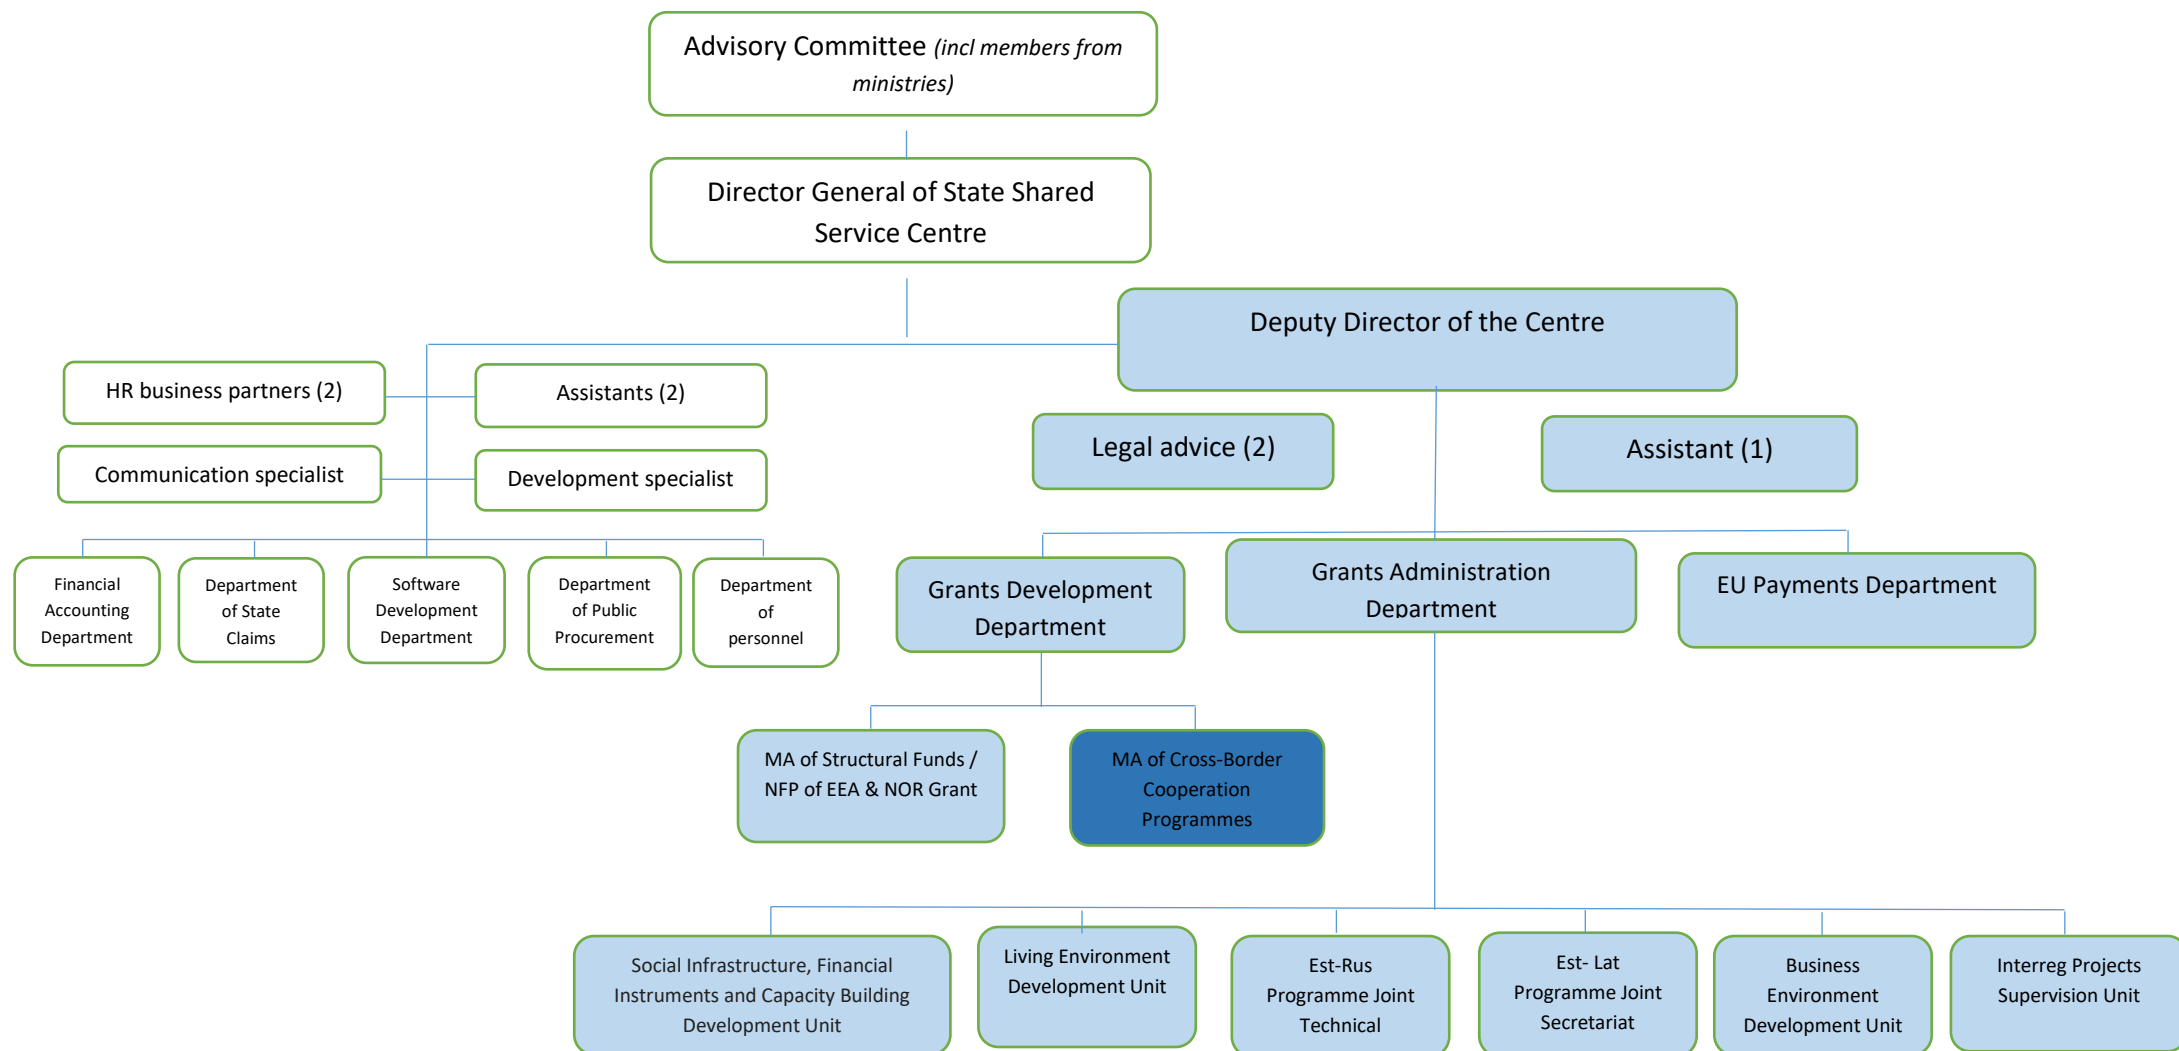 Advisory Committee (incl members from
ministries)
Director General of State Shared
Service Centre
Deputy Director of the Centre
HR business partners (2)
Assistants (2)
Communication specialist
Development specialist
Legal advice (2)
Assistant (1)
Financial
Accounting
Department
Department
of State
Claims
Software
Development
Department
Department
of Public
Procurement
Department
of
personnel
Grants Development
Department
Grants Administration
Department
EU Payments Department
MA of Structural Funds /
NFP of EEA & NOR Grant
MA of Cross-Border
Cooperation
Programmes
Social Infrastructure, Financial
Instruments and Capacity Building
Development Unit
Living Environment
Development Unit
Est-Rus
Programme Joint
Technical
Est- Lat
Programme Joint
Secretariat
Business
Environment
Development Unit
Interreg Projects
Supervision Unit